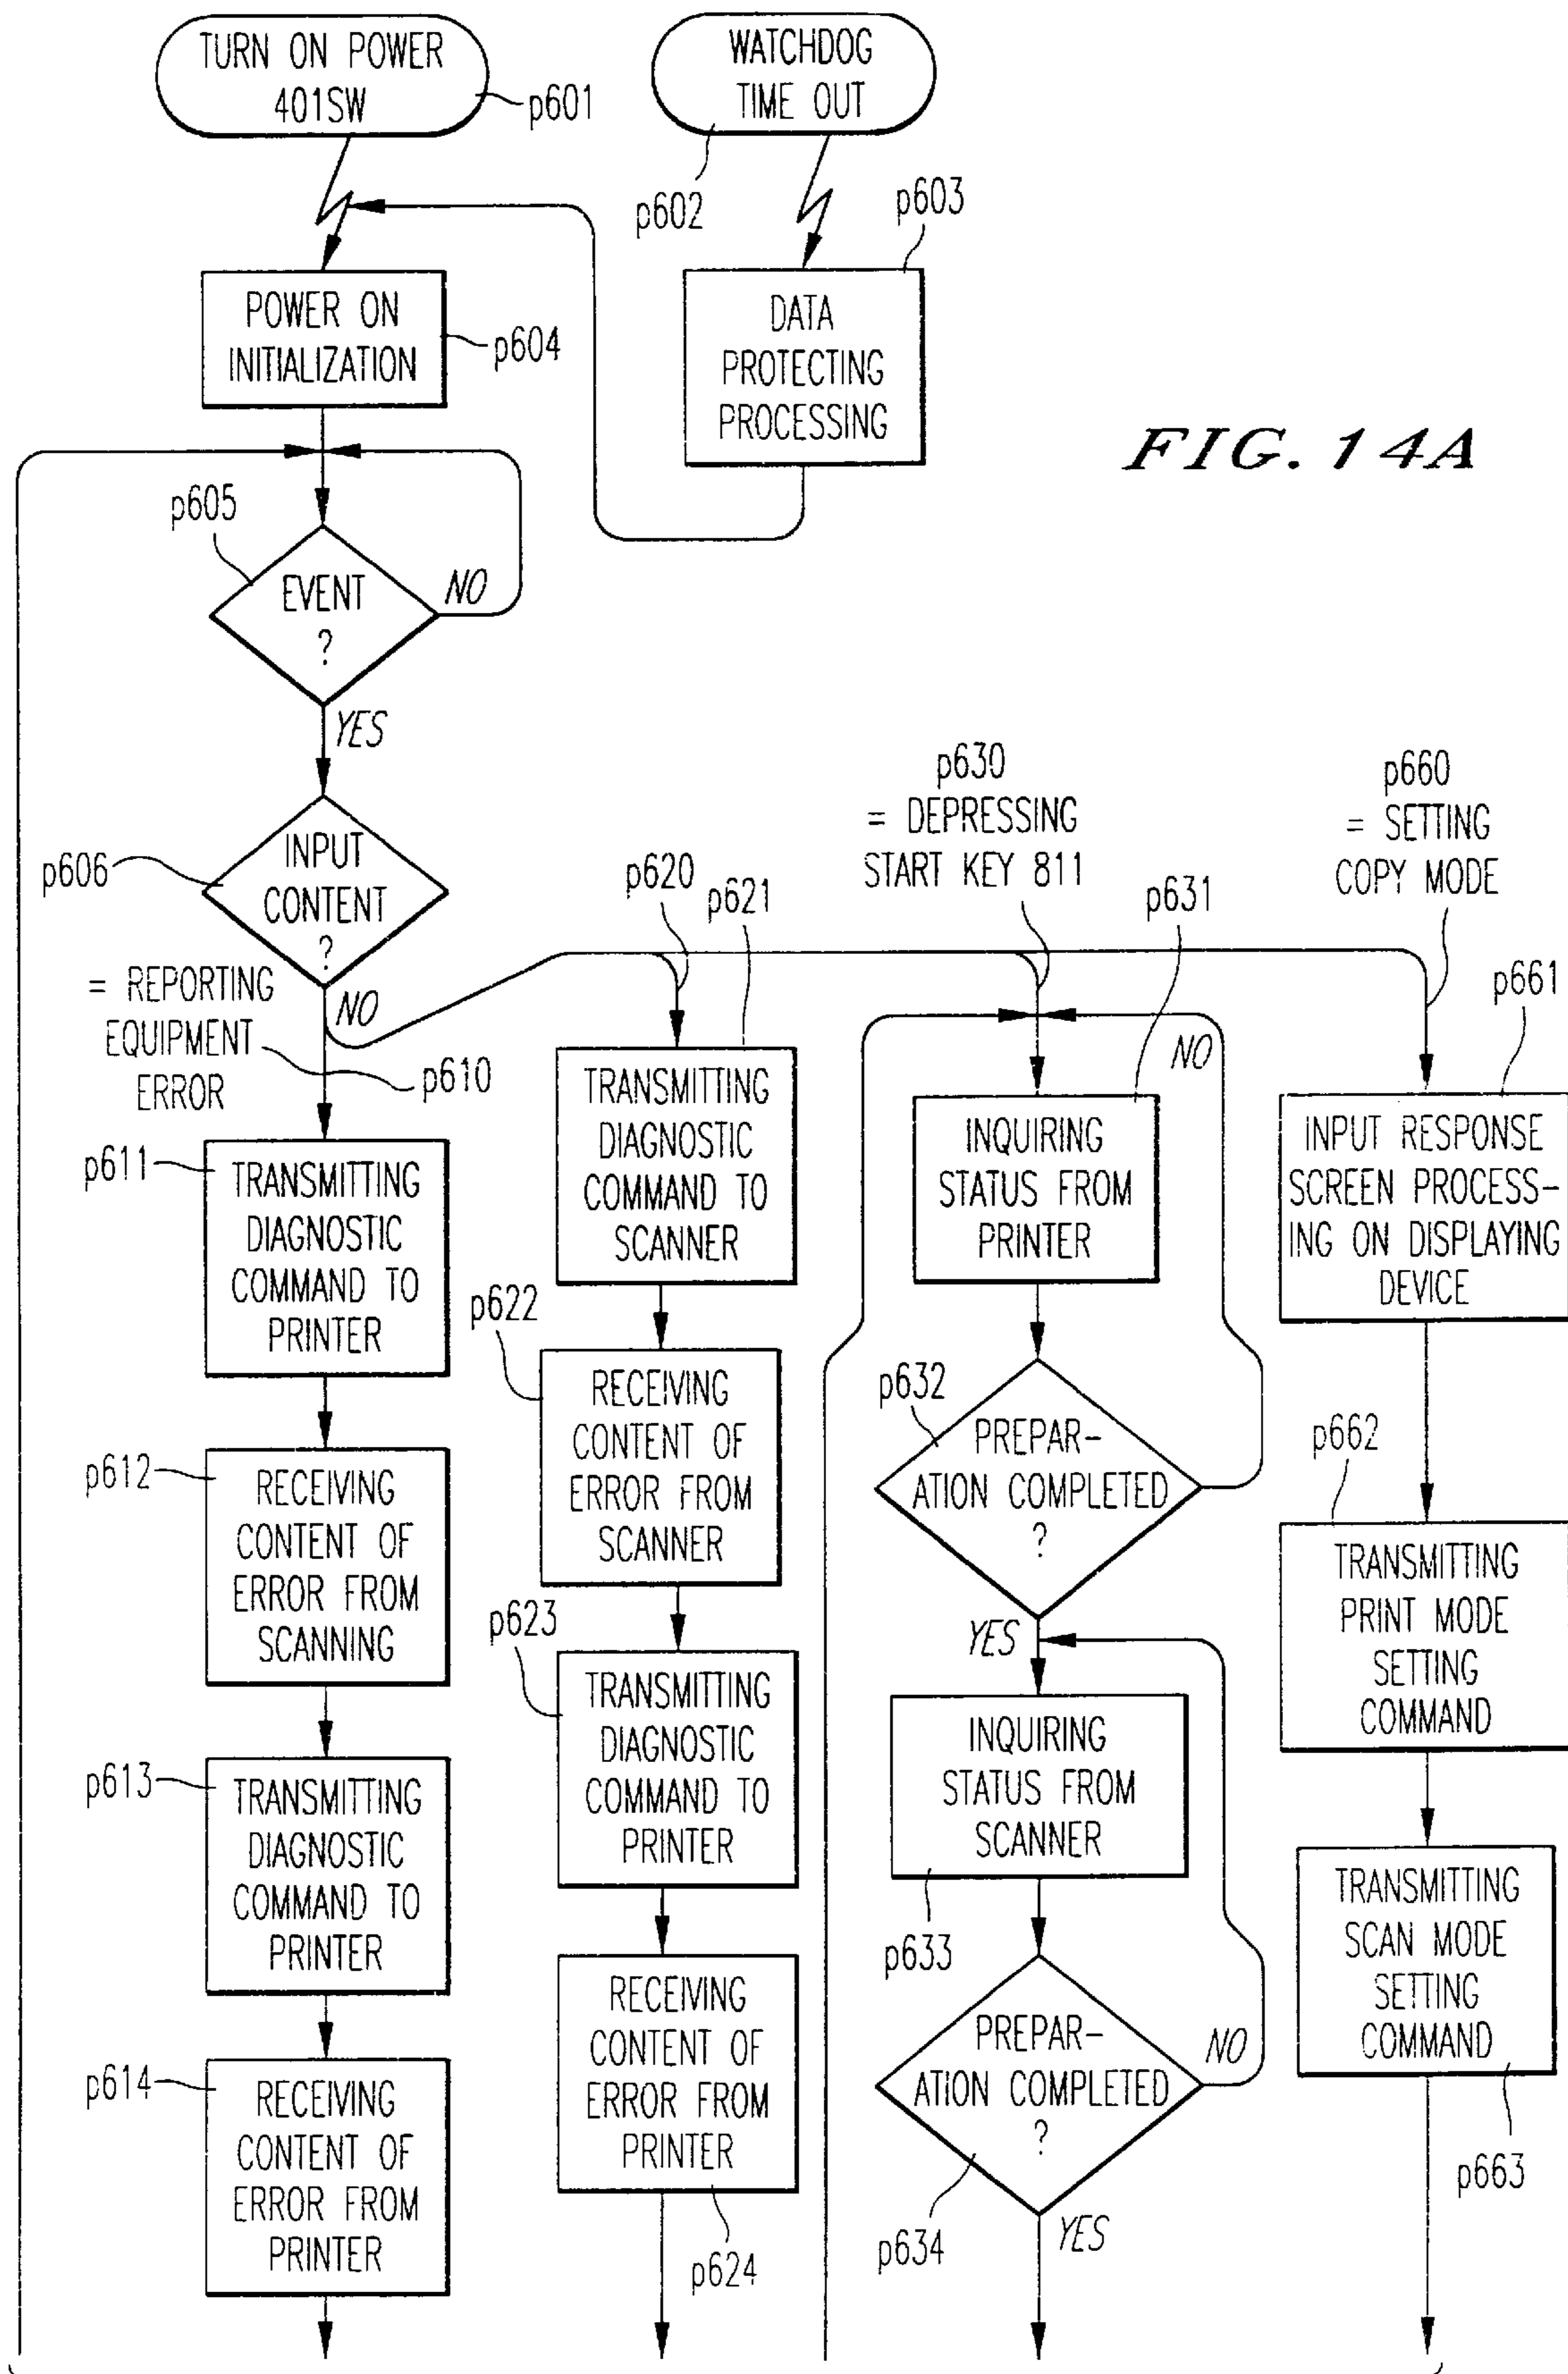 TURN ON POWER
401SW
p601
WATCHDOG
TIME OUT
p602
p603
DATA
PROTECTING
PROCESSING
POWER ON
INITIALIZATION
p604
FIG. 14A
p605
EVENT
?
NO
YES
p606
INPUT
CONTENT
?
NO
= REPORTING
EQUIPMENT
ERROR
p610
p611
TRANSMITTING
DIAGNOSTIC
COMMAND TO
PRINTER
p612
RECEIVING
CONTENT OF
ERROR FROM
SCANNING
p613
TRANSMITTING
DIAGNOSTIC
COMMAND TO
PRINTER
p614
RECEIVING
CONTENT OF
ERROR FROM
PRINTER
p620
p621
TRANSMITTING
DIAGNOSTIC
COMMAND TO
SCANNER
p622
RECEIVING
CONTENT OF
ERROR FROM
SCANNER
p623
TRANSMITTING
DIAGNOSTIC
COMMAND TO
PRINTER
RECEIVING
CONTENT OF
ERROR FROM
PRINTER
p624
p630
= DEPRESSING
START KEY 811
p631
NO
INQUIRING
STATUS FROM
PRINTER
p632
PREPAR-
ATION COMPLETED
?
YES
INQUIRING
STATUS FROM
SCANNER
p633
PREPAR-
ATION COMPLETED
?
NO
p634
YES
p660
= SETTING
COPY MODE
p661
INPUT RESPONSE
SCREEN PROCESS-
ING ON DISPLAYING
DEVICE
p662
TRANSMITTING
PRINT MODE
SETTING
COMMAND
TRANSMITTING
SCAN MODE
SETTING
COMMAND
p663